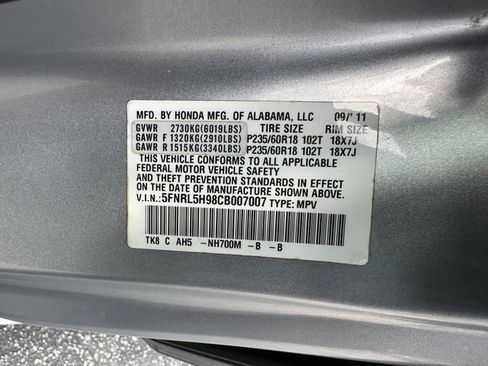 MFD. BY HONDA MFG. OF ALABAMA, LLC 09/'11
GVWR 2730KG(6019LBS) TIRE SIZE RIM SIZE
GAWR F 1320KG(2910LBS) P235/60R18 102T 18X7J
GAWR R 1515KG(3340LBS) P235/60R18 102T 18X7J
THIS VEHICLE CONFORMS TO ALL APPLICABLE
FEDERAL MOTOR VEHICLE SAFETY
AND THEFT PREVENTION STANDARDS IN EFFECT
ON THE DATE OF MANUFACTURE SHOWN ABOVE.
V.I.N.: 5FNRL5H98CB007007 TYPE: MPV
TK8 C AH5 -NH700M -B -B